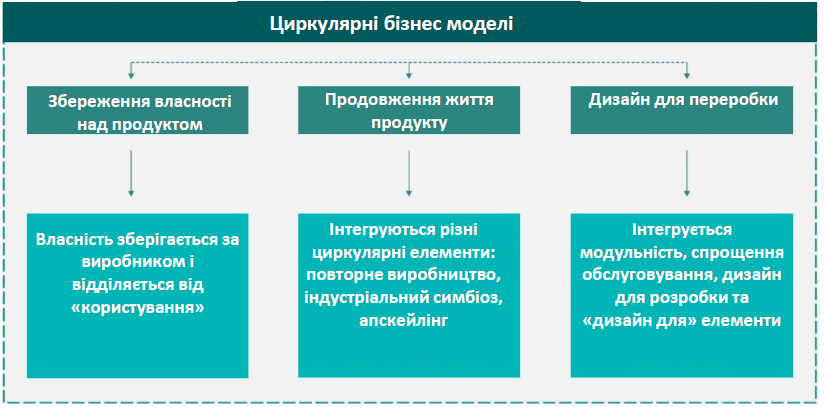 Циркулярні бізнес моделі
Збереження власності
над продуктом
Продовження життя
продукту
Дизайн для переробки
Власність зберігається за
виробником і
відділяється від
«користування»
Інтегруються різні
циркулярні елементи:
повторне виробництво,
індустріальний симбіоз,
апскейлінг
Інтегрується
модульність, спрощення
обслуговування, дизайн
для розробки та
«дизайн для» елементи